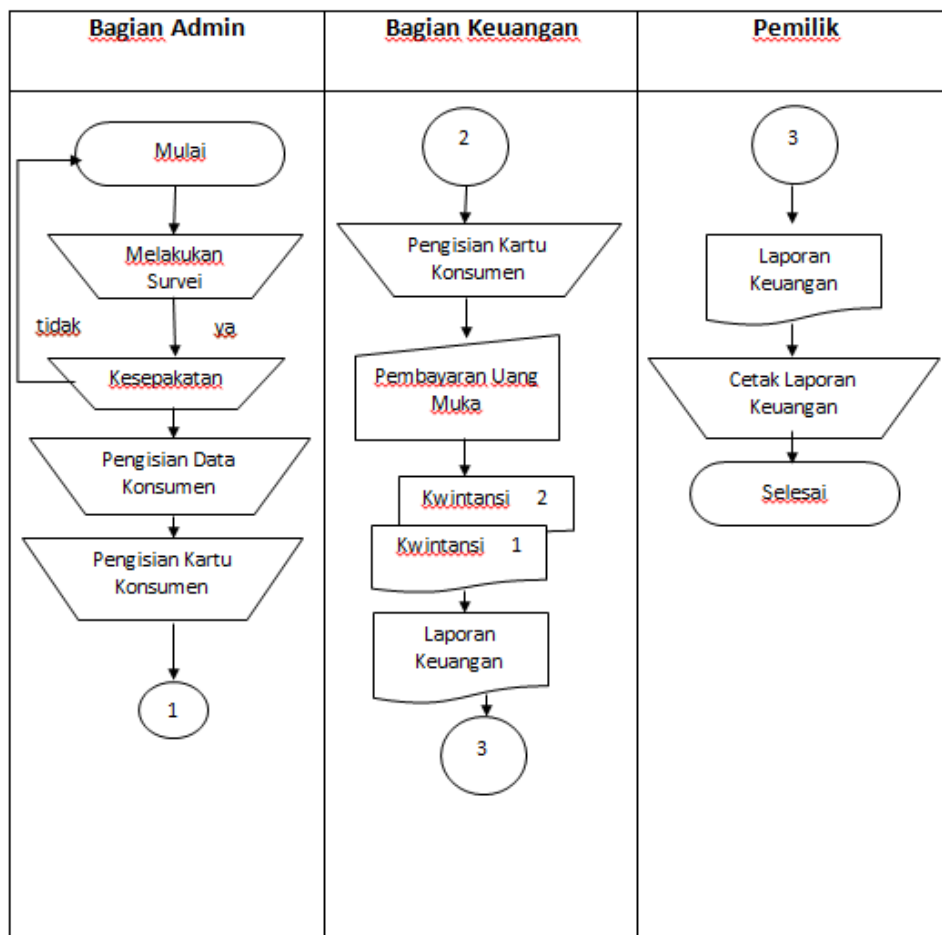 Bagian Admin
Bagian Keuangan
Pemilik
Mulai
Melakukan
Survei
tidak
ya
Kesepakatan
Pengisian Data
Konsumen
Pengisian Kartu
Konsumen
1
2
Pengisian Kartu
Konsumen
Pembayaran Uang
Muka
Kwintansi 2
Kwintansi 1
Laporan
Keuangan
3
3
Laporan
Keuangan
Cetak Laporan
Keuangan
Selesai